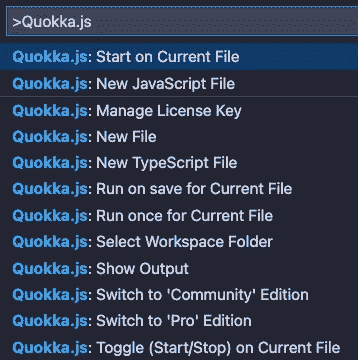 >Quokka.js
Quokka.js: Start on Current File
Quokka.js: New JavaScript File
Quokka.js: Manage License Key
Quokka.js: New File
Quokka.js: New TypeScript File
Quokka.js: Run on save for Current File
Quokka.js: Run once for Current File
Quokka.js: Select Workspace Folder
Quokka.js: Show Output
Quokka.js: Switch to 'Community' Edition
Quokka.js: Switch to 'Pro' Edition
Quokka.js: Toggle (Start/Stop) on Current File